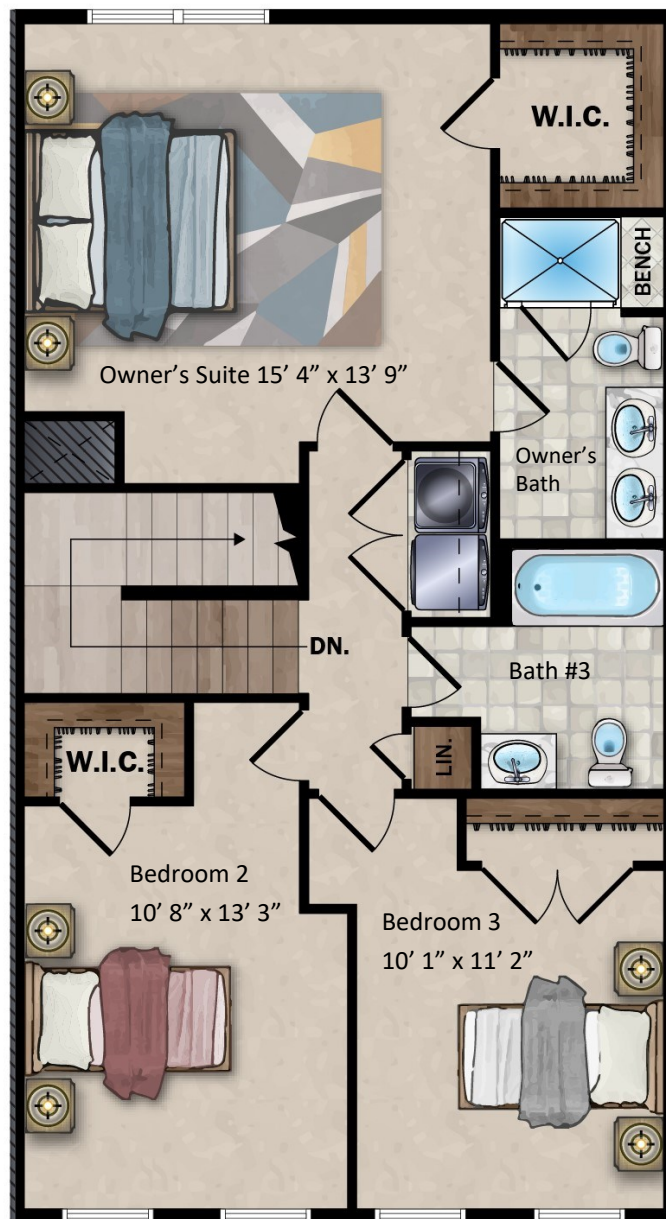 W.I.C.
BENCH
Owner’s Suite 15’ 4” x 13’ 9”
Owner’s
Bath
DN.
Bath #3
W.I.C.
LIN.
Bedroom 2
10’ 8” x 13’ 3”
Bedroom 3
10’ 1” x 11’ 2”